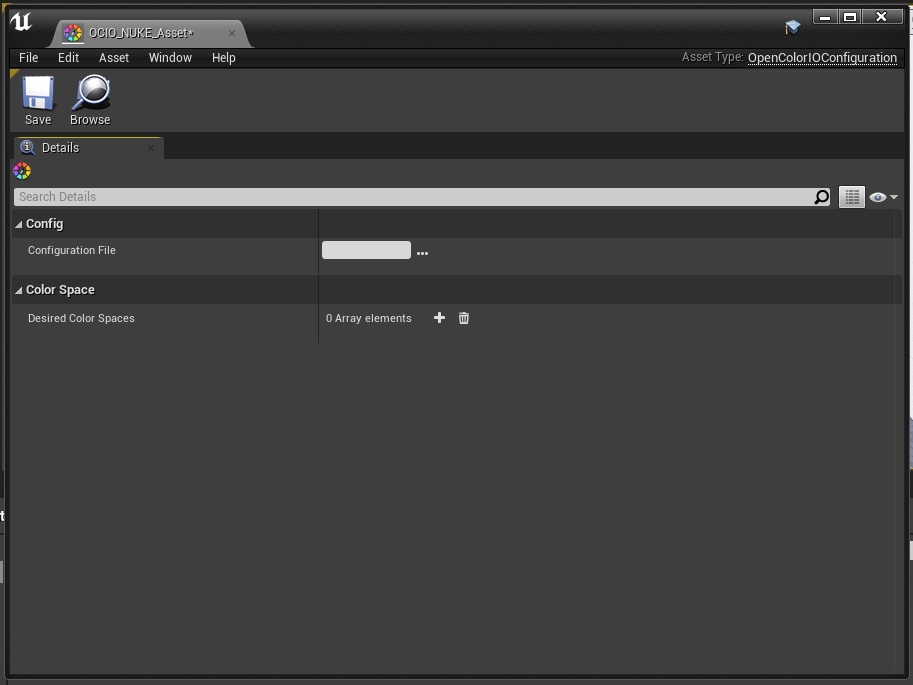 OCIO_NUKE_Asset*
File Edit Asset Window Help
Asset Type: OpenColorIOConfiguration
Save Browse
Details
Search Details
Config
Configuration File
Color Space
Desired Color Spaces 0 Array elements